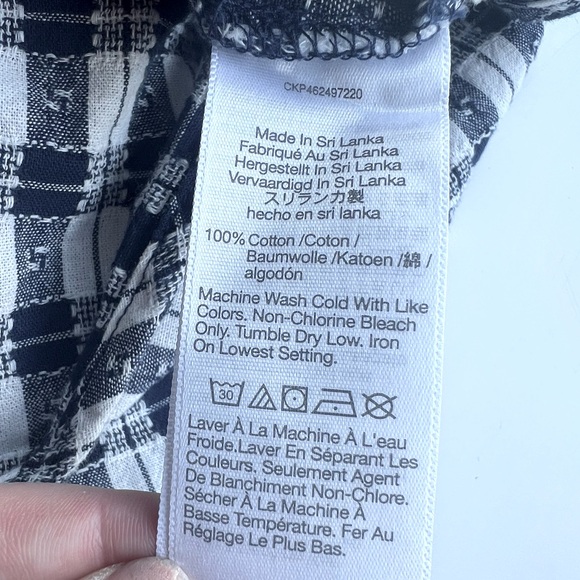 CKP462497220
Made In Sri Lanka
Fabriqué Au Sri Lanka
Hergestellt In Sri Lanka
Vervaardigd In Sri Lanka
スリランカ製
hecho en sri lanka
100% Cotton /Coton /
Baumwolle /Katoen /綿 /
algodón
Machine Wash Cold With Like
Colors. Non-Chlorine Bleach
Only. Tumble Dry Low. Iron
On Lowest Setting.
30
Laver À La Machine À L'eau
Froide.Laver En Séparant Les
Couleurs. Seulement Agent
De Blanchiment Non-Chlore.
Sécher À La Machine À
Basse Température. Fer Au
Réglage Le Plus Bas.